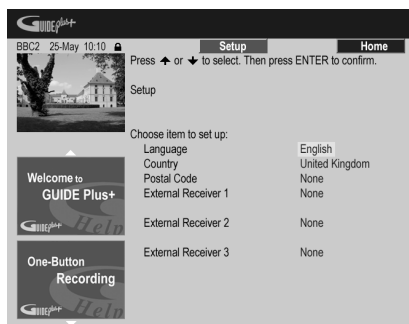 GUIDE Plus+
BBC2 25-May 10:10 Setup Home
Press ↑ or ↓ to select. Then press ENTER to confirm.
Setup
Choose item to set up:
Language English
Country United Kingdom
Postal Code None
External Receiver 1 None
External Receiver 2 None
External Receiver 3 None
Welcome to
GUIDE Plus+
GUIDE Plus+ Help
One-Button
Recording
GUIDE Plus+ Help